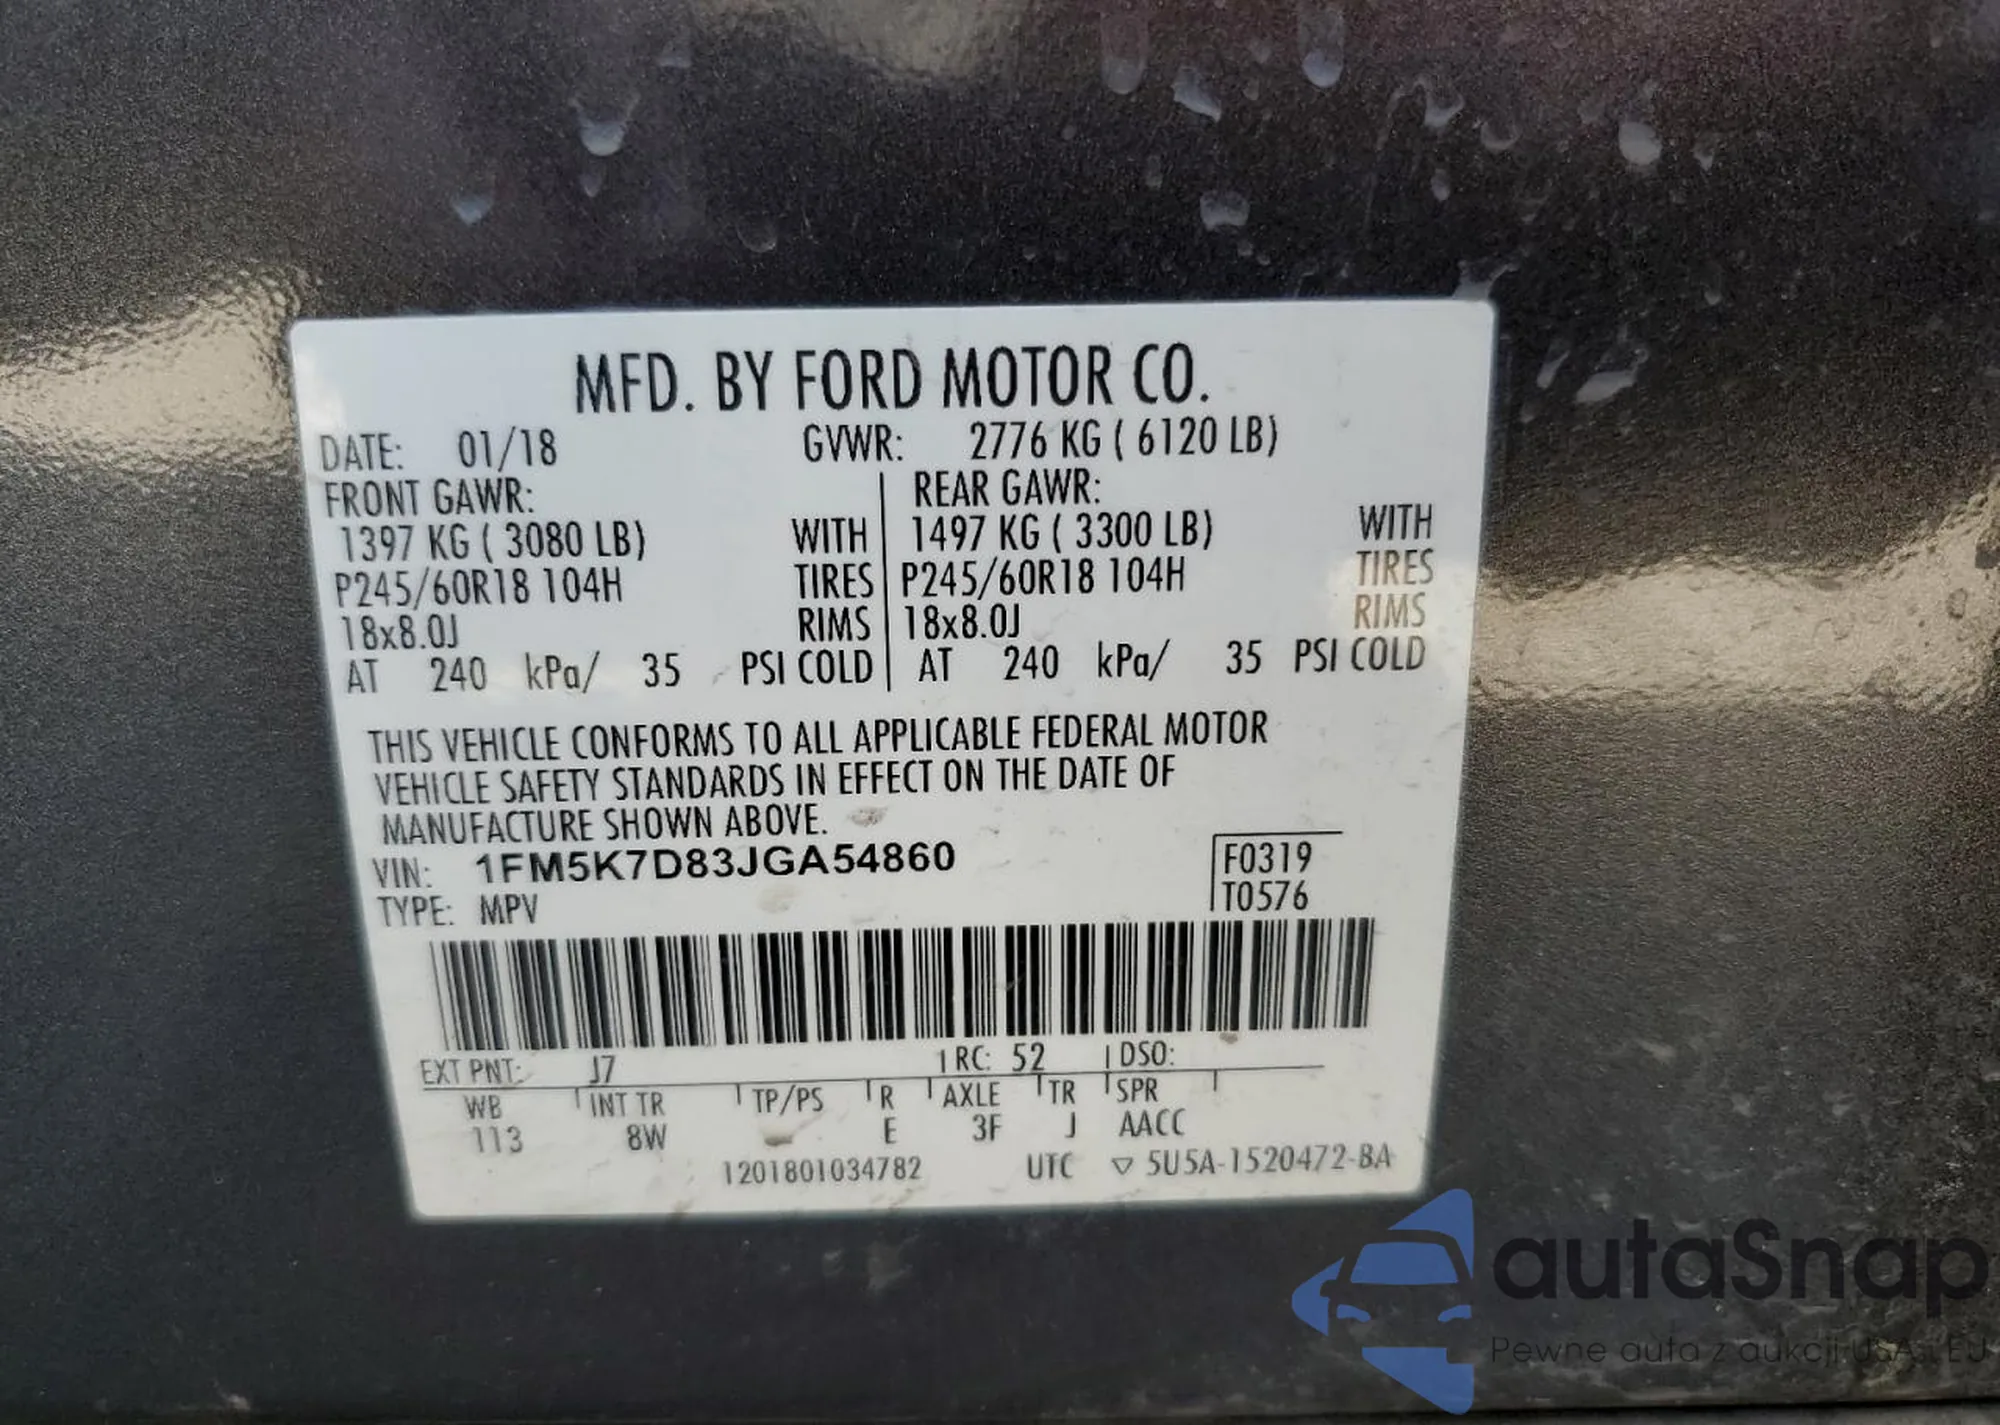 MFD. BY FORD MOTOR CO.
DATE: 01/18 GVWR: 2776 KG ( 6120 LB)
FRONT GAWR: REAR GAWR:
1397 KG ( 3080 LB) WITH 1497 KG ( 3300 LB) WITH
P245/60R18 104H TIRES P245/60R18 104H TIRES
18x8.0J RIMS 18x8.0J RIMS
AT 240 kPa/ 35 PSI COLD AT 240 kPa/ 35 PSI COLD
THIS VEHICLE CONFORMS TO ALL APPLICABLE FEDERAL MOTOR
VEHICLE SAFETY STANDARDS IN EFFECT ON THE DATE OF
MANUFACTURE SHOWN ABOVE.
VIN: 1FM5K7D83JGA54860 F0319
TYPE: MPV T0576
EXT PNT: J7 RC: 52 DSO:
WB INT TR TP/PS R AXLE TR SPR
113 8W E 3F J AACC
1201801034782 UTC ▽ 5U5A-1520472-BA
autaSnap
Pewne auta z aukcji USA i EU